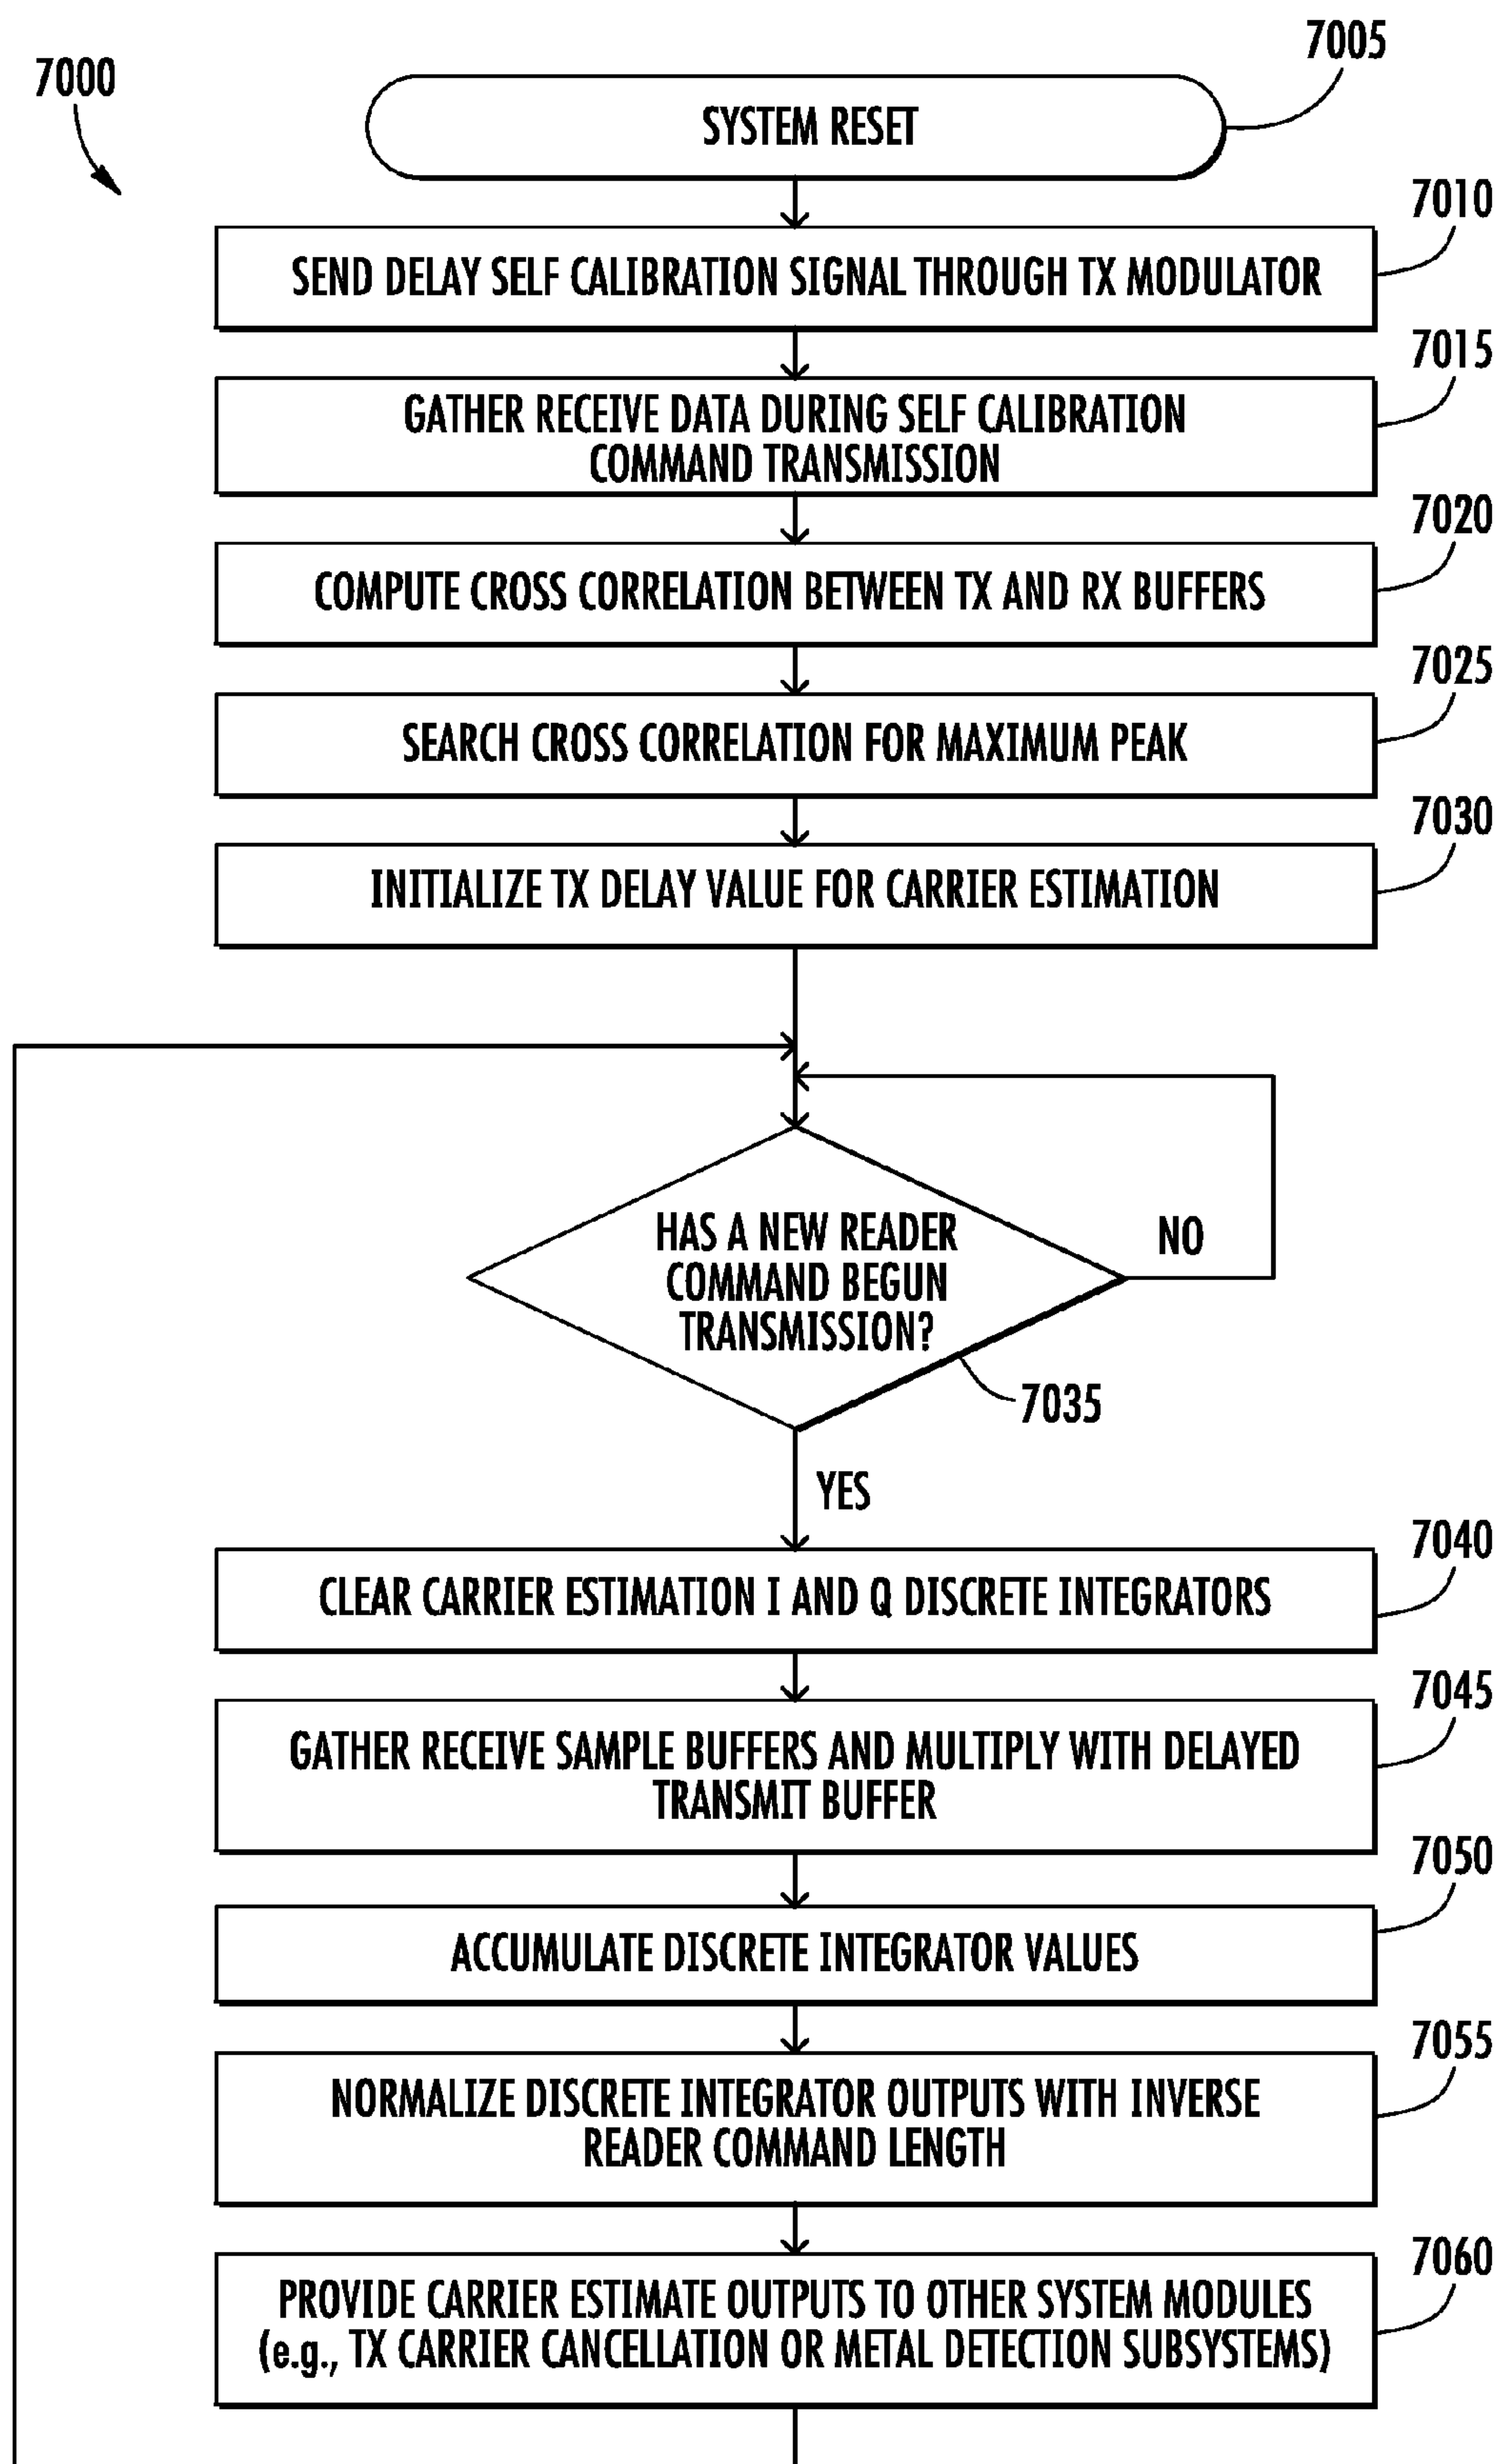 7000
7005
SYSTEM RESET
7010
SEND DELAY SELF CALIBRATION SIGNAL THROUGH TX MODULATOR
7015
GATHER RECEIVE DATA DURING SELF CALIBRATION
COMMAND TRANSMISSION
7020
COMPUTE CROSS CORRELATION BETWEEN TX AND RX BUFFERS
7025
SEARCH CROSS CORRELATION FOR MAXIMUM PEAK
7030
INITIALIZE TX DELAY VALUE FOR CARRIER ESTIMATION
HAS A NEW READER
COMMAND BEGUN
TRANSMISSION?
NO
7035
YES
7040
CLEAR CARRIER ESTIMATION I AND Q DISCRETE INTEGRATORS
7045
GATHER RECEIVE SAMPLE BUFFERS AND MULTIPLY WITH DELAYED
TRANSMIT BUFFER
7050
ACCUMULATE DISCRETE INTEGRATOR VALUES
7055
NORMALIZE DISCRETE INTEGRATOR OUTPUTS WITH INVERSE
READER COMMAND LENGTH
7060
PROVIDE CARRIER ESTIMATE OUTPUTS TO OTHER SYSTEM MODULES
(e.g., TX CARRIER CANCELLATION OR METAL DETECTION SUBSYSTEMS)